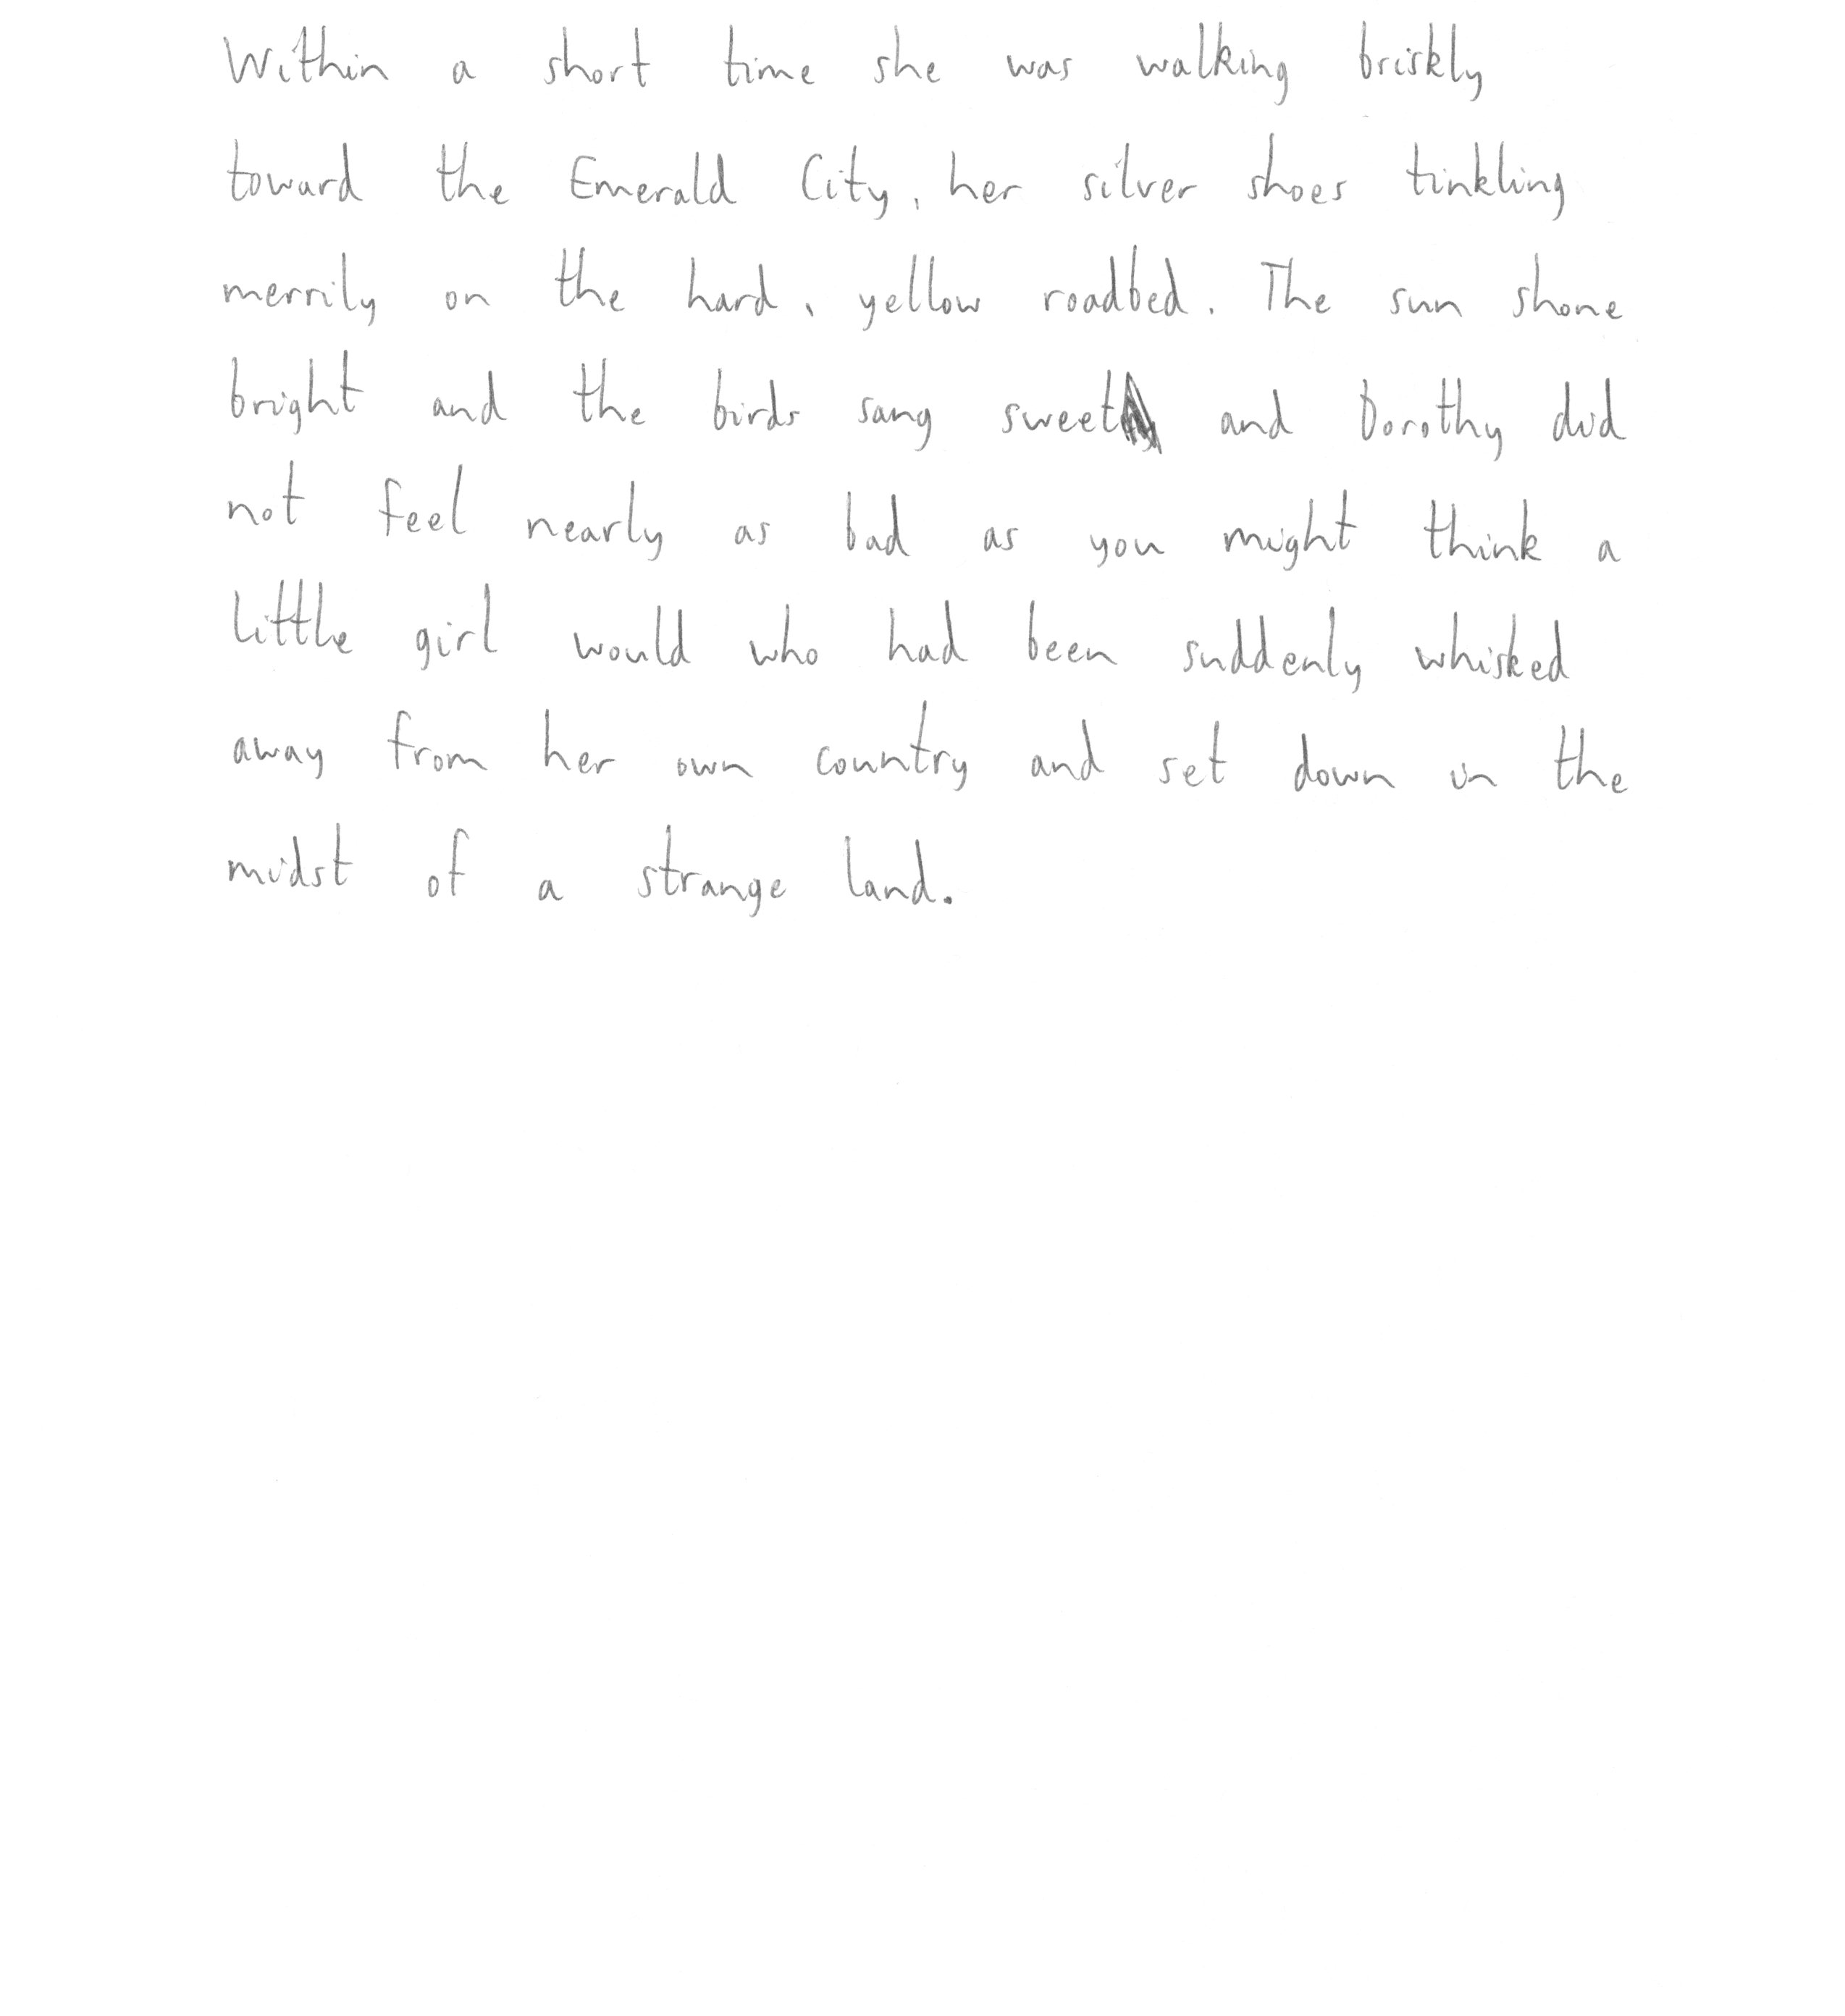 Within a short time she was walking briskly
toward the Emerald City, her silver shoes tinkling
merrily on the hard, yellow roadbed. The sun shone
bright and the birds sang sweet and Dorothy did
not feel nearly as bad as you might think a
little girl would who had been suddenly whisked
away from her own country and set down in the
midst of a strange land.